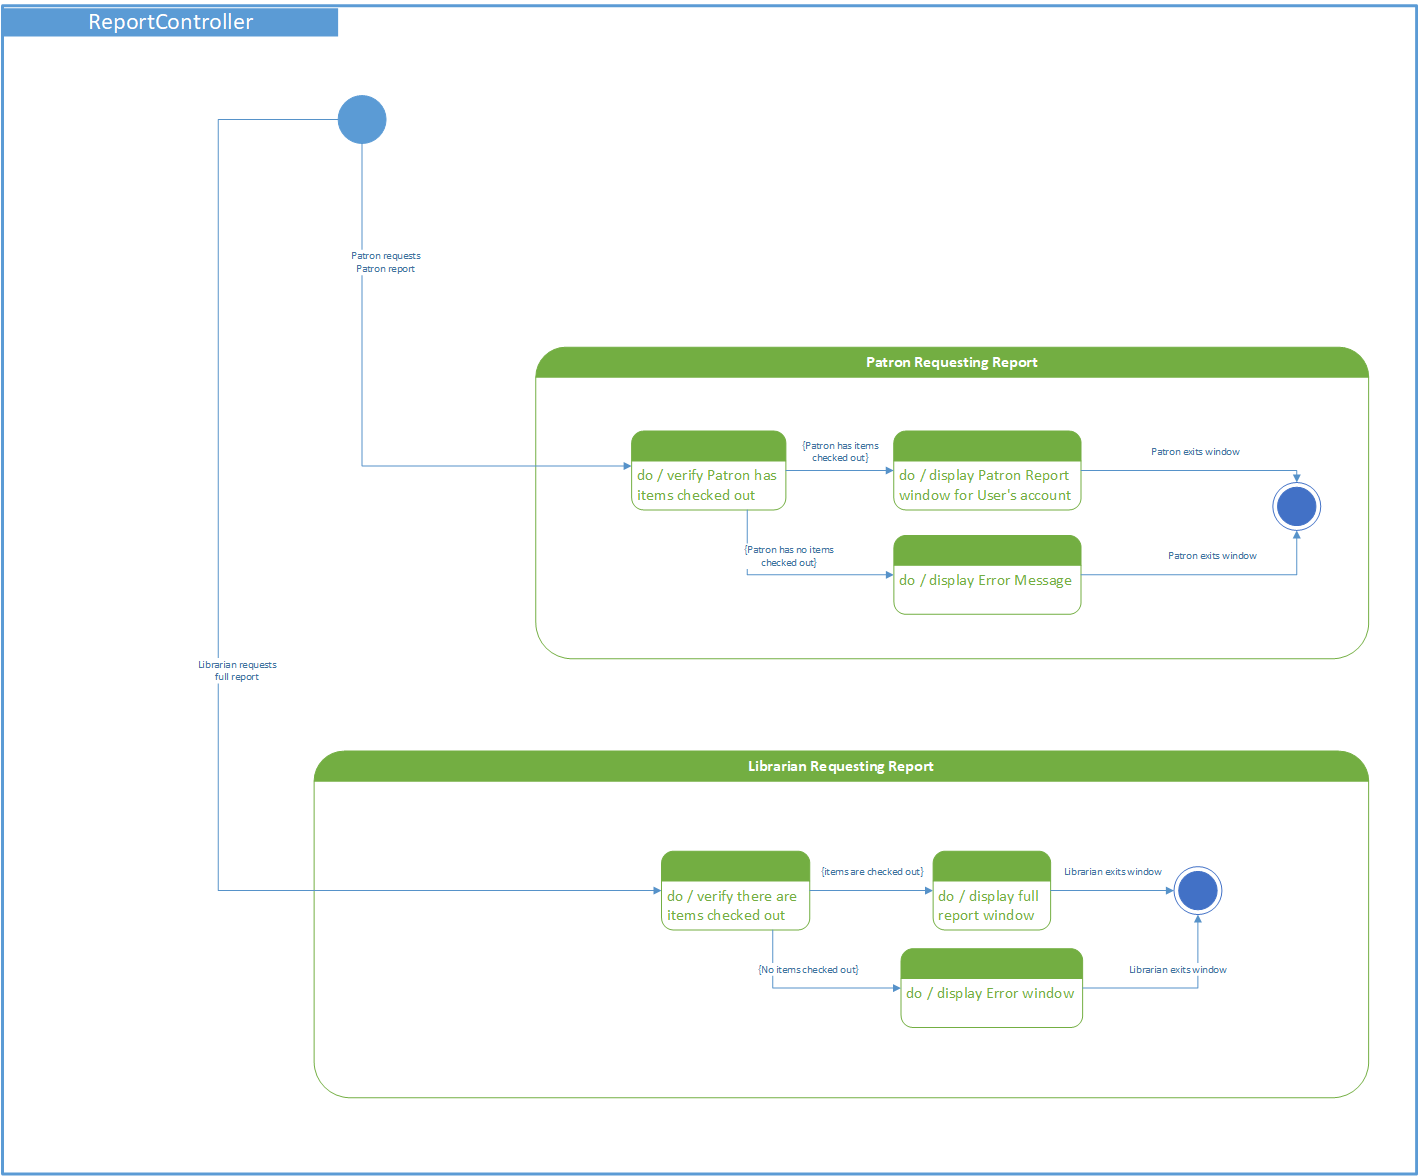 ReportController
Patron requests
Patron report
Patron Requesting Report
do / verify Patron has
items checked out
{Patron has items
checked out}
do / display Patron Report
window for User's account
Patron exits window
{Patron has no items
checked out}
do / display Error Message
Patron exits window
Librarian requests
full report
Librarian Requesting Report
do / verify there are
items checked out
{items are checked out}
do / display full
report window
Librarian exits window
{No items checked out}
do / display Error window
Librarian exits window